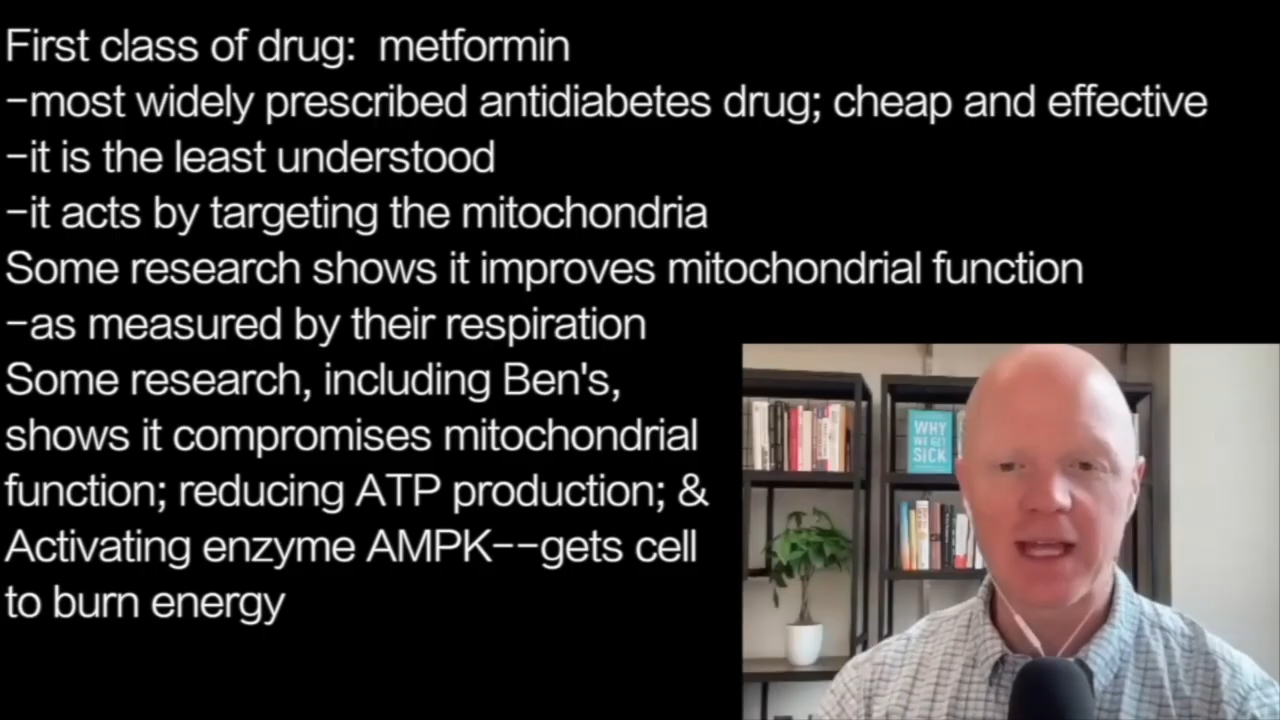 First class of drug:  metformin
−most widely prescribed antidiabetes drug; cheap and effective
−it is the least understood
−it acts by targeting the mitochondria
Some research shows it improves mitochondrial function
−as measured by their respiration
Some research, including Ben's,
shows it compromises mitochondrial
function; reducing ATP production; &
Activating enzyme AMPK−−gets cell
to burn energy
WHY
WE GET
SICK